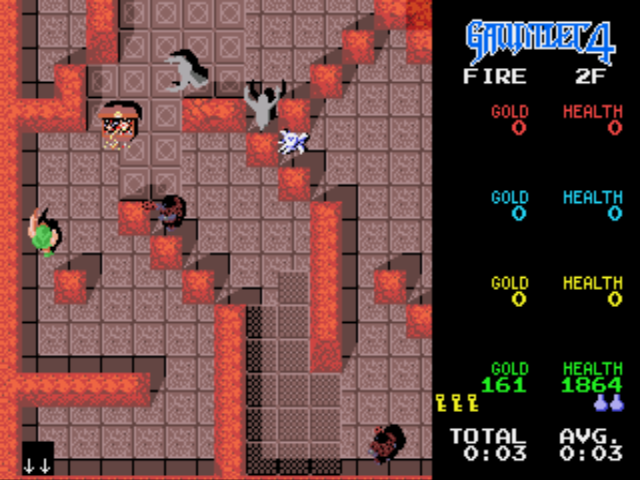 GAUNTLET 4
FIRE 2F
GOLD HEALTH
0 0
GOLD HEALTH
0 0
GOLD HEALTH
0 0
GOLD HEALTH
161 1864
TOTAL AVG.
0:03 0:03
↓↓